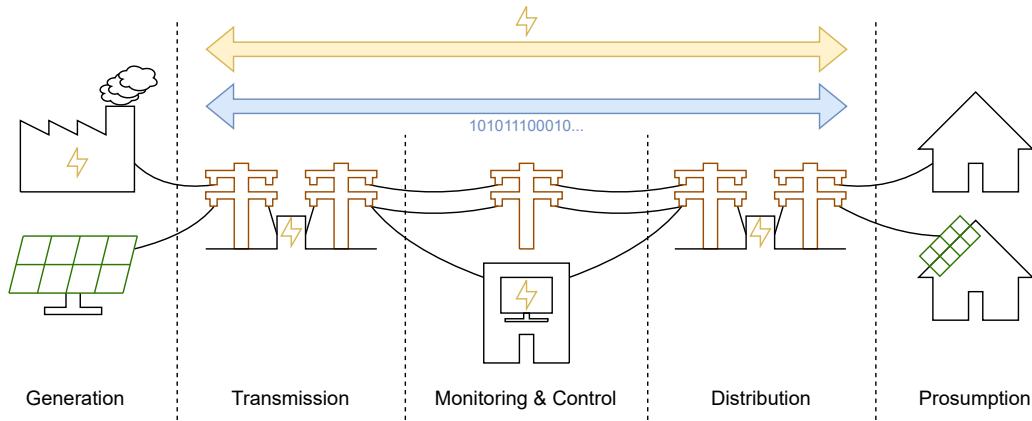 101011100010...
Generation
Transmission
Monitoring & Control
Distribution
Prosumption